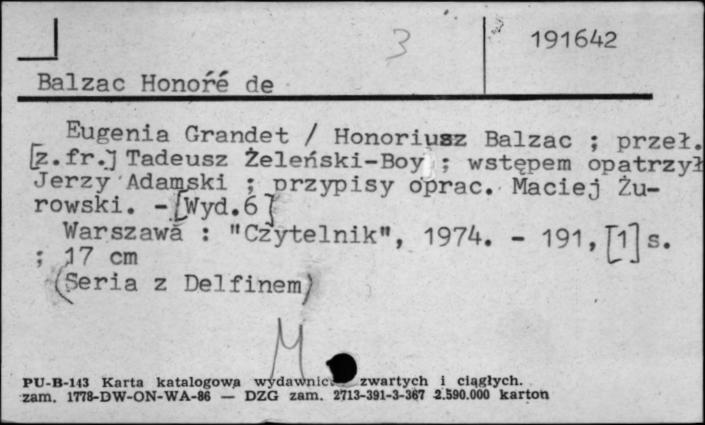 3 191642
Balzac Honoré de
Eugenia Grandet / Honoriusz Balzac ; przeł.
[z.fr.] Tadeusz Żeleński-Boy ; wstępem opatrzył
Jerzy Adamski ; przypisy oprac. Maciej Żu-
rowski. - [Wyd.6]
Warszawa : "Czytelnik", 1974. - 191, [1] s.
; 17 cm
(Seria z Delfinem)
M
PU-B-143 Karta katalogowa wydawnic zwartych i ciągłych.
zam. 1778-DW-ON-WA-86 — DZG zam. 2713-391-3-367 2.590.000 karton